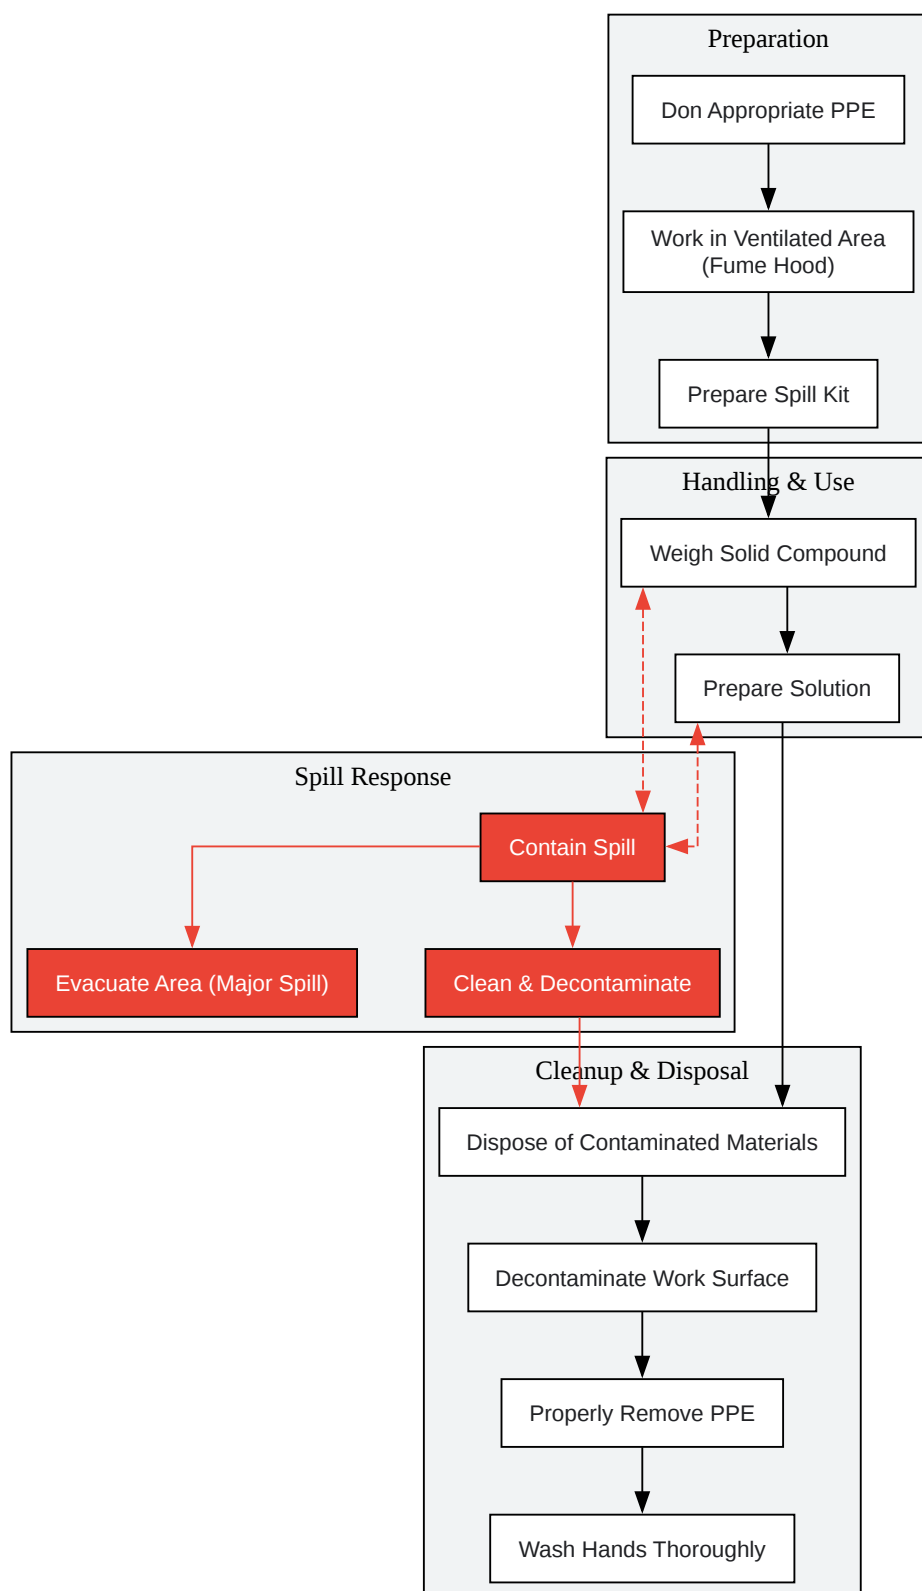 Preparation
Don Appropriate PPE
Work in Ventilated Area
(Fume Hood)
Prepare Spill Kit
Handling & Use
Weigh Solid Compound
Prepare Solution
Spill Response
Contain Spill
Evacuate Area (Major Spill)
Clean & Decontaminate
Cleanup & Disposal
Dispose of Contaminated Materials
Decontaminate Work Surface
Properly Remove PPE
Wash Hands Thoroughly